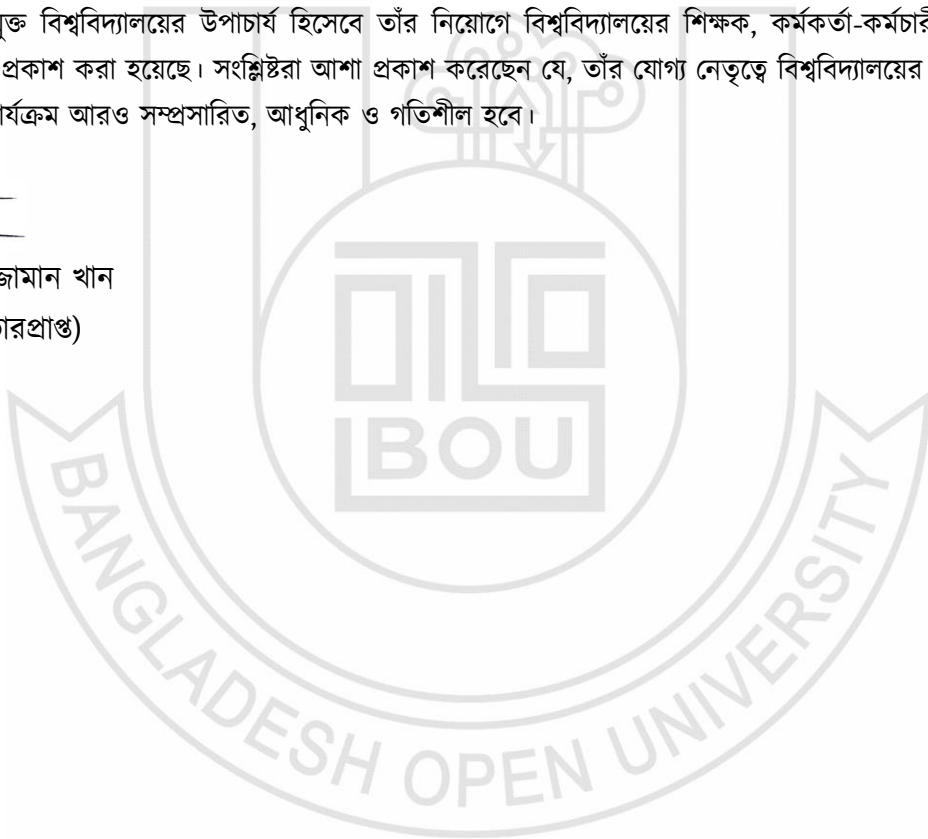 যুক্ত বিশ্ববিদ্যালয়ের উপাচার্য হিসেবে তাঁর নিয়োগে বিশ্ববিদ্যালয়ের শিক্ষক, কর্মকর্তা-কর্মচারী
প্রকাশ করা হয়েছে। সংশ্লিষ্টরা আশা প্রকাশ করেছেন যে, তাঁর যোগ্য নেতৃত্বে বিশ্ববিদ্যালয়ের
র্যক্রম আরও সম্প্রসারিত, আধুনিক ও গতিশীল হবে।
জামান খান
ারপ্রাপ্ত)
BOU
BANGLADESH OPEN UNIVERSITY